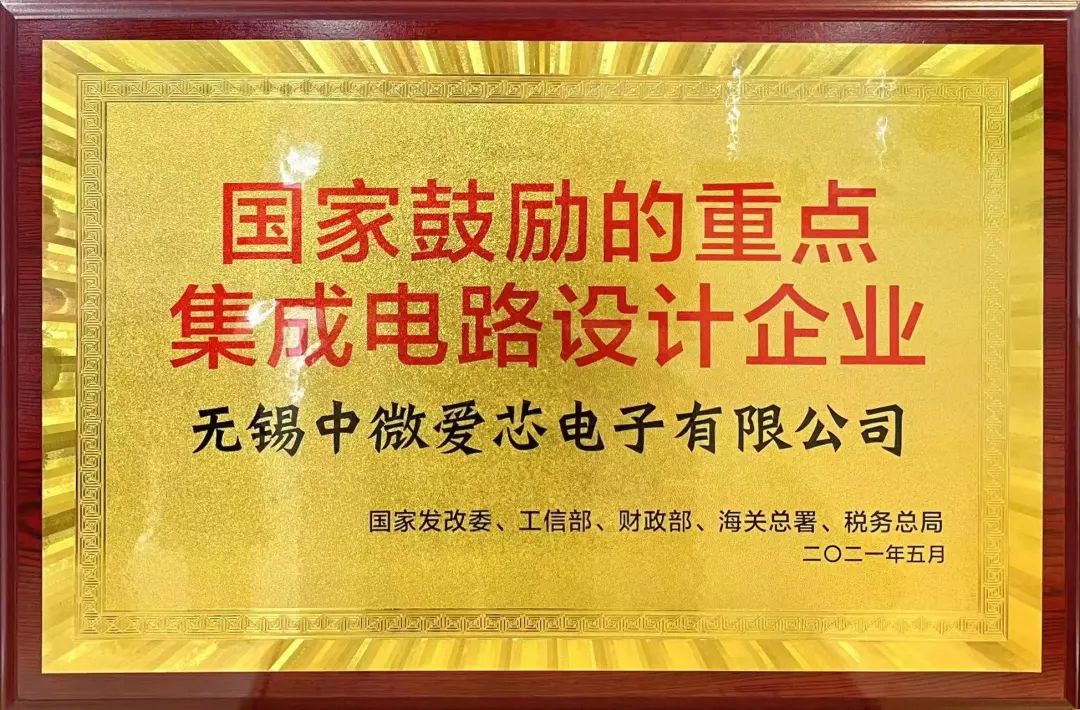 国家鼓励的重点
集成电路设计企业
无锡中微爱芯电子有限公司
国家发改委、工信部、财政部、海关总署、税务总局
二〇二一年五月